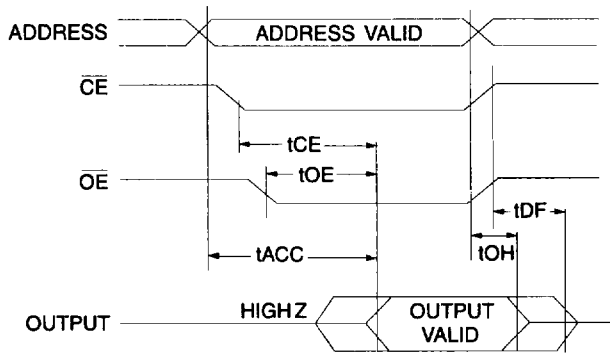 ADDRESS
ADDRESS VALID
CE
tCE
OE
tOE
tDF
tACC
tOH
HIGH Z
OUTPUT
OUTPUT
VALID